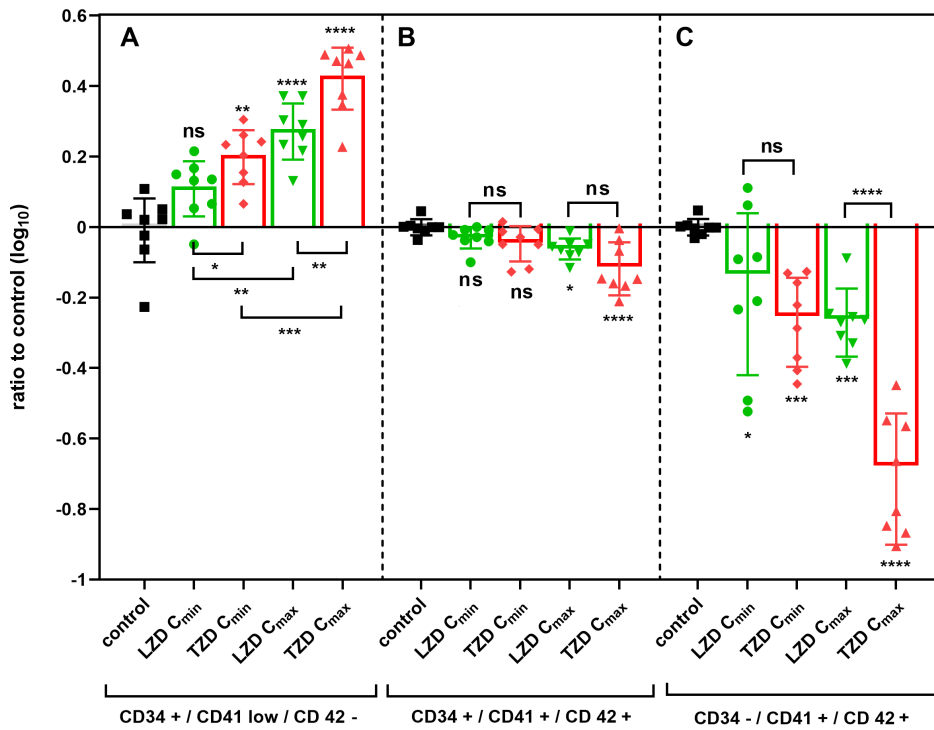 ratio to control (log10)
0.6
0.4
0.2
0
-0.2
-0.4
-0.6
-0.8
-1
A
ns
**
****
****
*
**
**
***
B
ns
ns
ns
ns
*
****
C
ns
****
*
***
***
****
control
LZD Cmin
TZD Cmin
LZD Cmax
TZD Cmax
control
LZD Cmin
TZD Cmin
LZD Cmax
TZD Cmax
control
LZD Cmin
TZD Cmin
LZD Cmax
TZD Cmax
CD34 + / CD41 low / CD 42 -
CD34 + / CD41 + / CD 42 +
CD34 - / CD41 + / CD 42 +